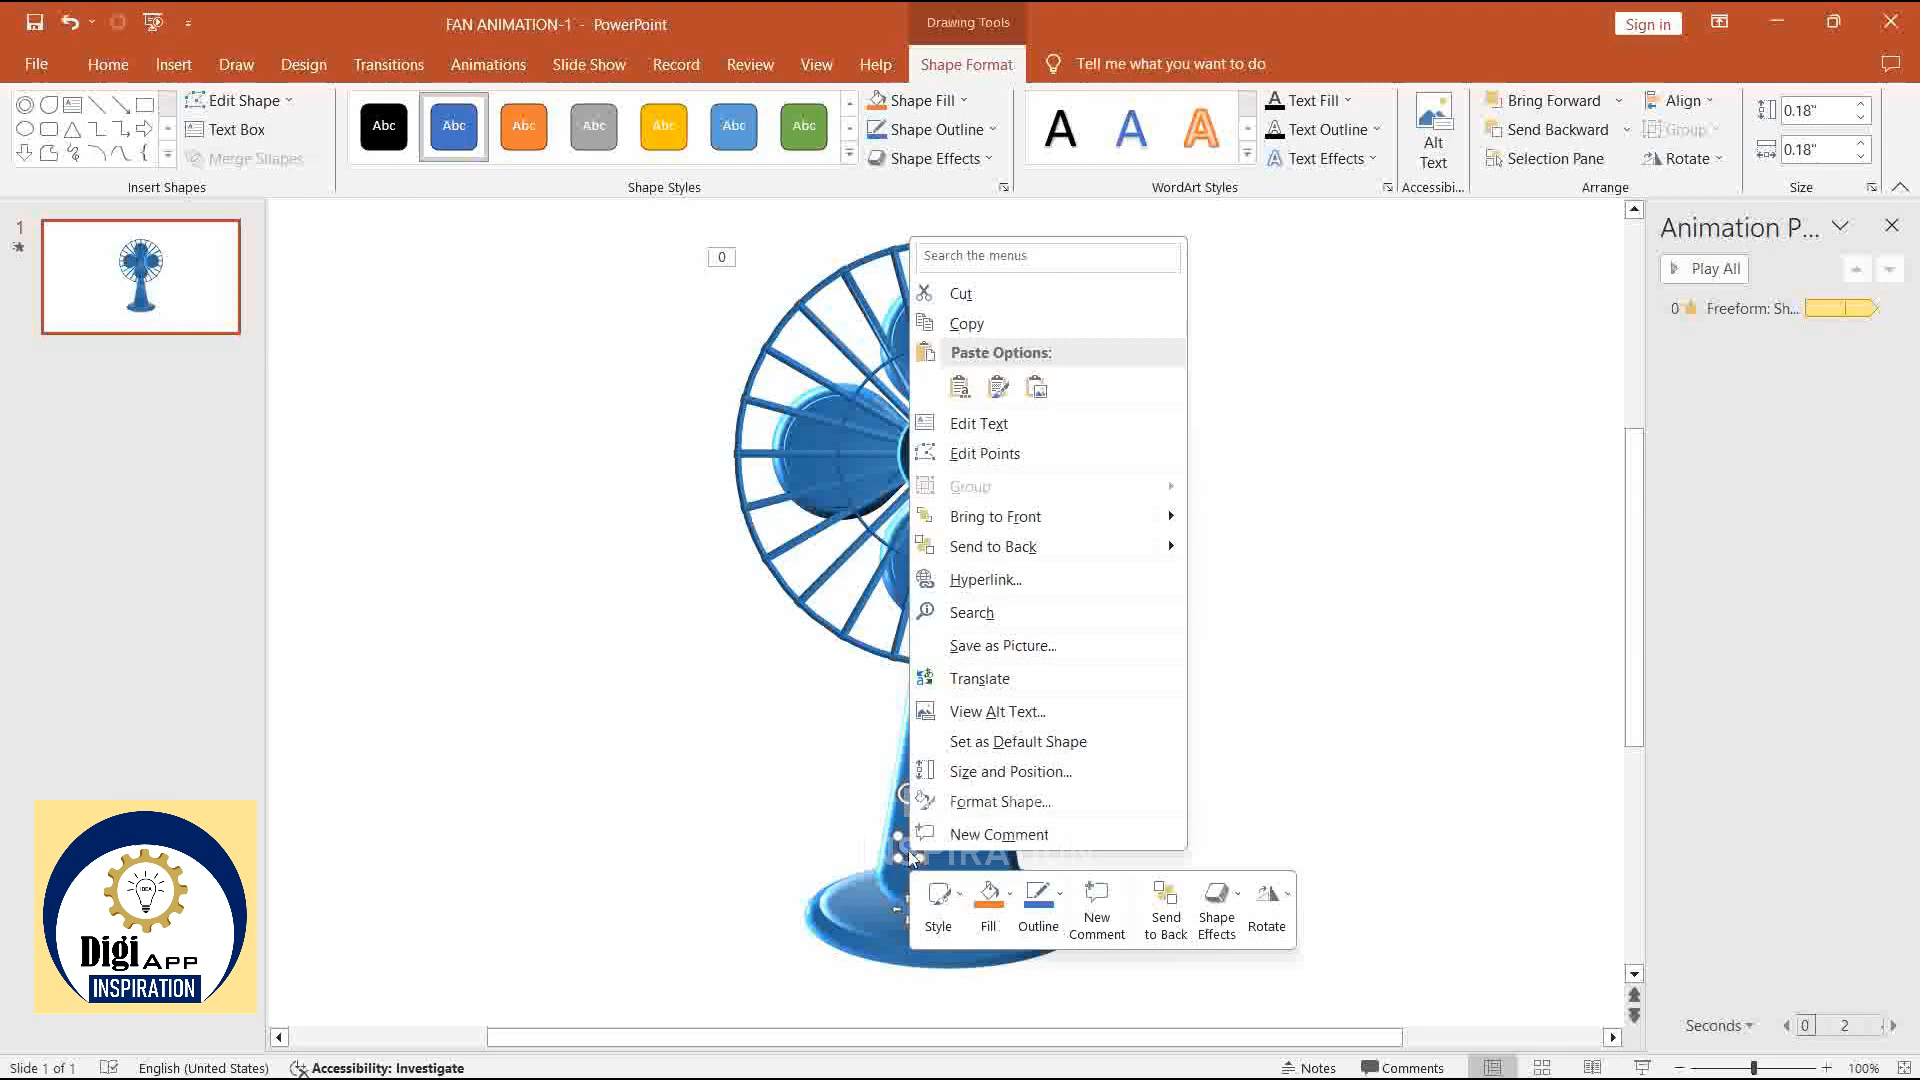 FAN ANIMATION-1 - PowerPoint
Drawing Tools
Sign in
File
Home
Insert
Draw
Design
Transitions
Animations
Slide Show
Record
Review
View
Help
Shape Format
Tell me what you want to do
Edit Shape
Text Box
Merge Shapes
Insert Shapes
Abc
Abc
Abc
Abc
Abc
Abc
Abc
Shape Styles
Shape Fill
Shape Outline
Shape Effects
A
A
A
WordArt Styles
Text Fill
Text Outline
Text Effects
Alt
Text
Accessibi...
Bring Forward
Send Backward
Selection Pane
Align
Group
Rotate
Arrange
0.18"
0.18"
Size
1
0
Search the menus
Cut
Copy
Paste Options:
Edit Text
Edit Points
Group
Bring to Front
Send to Back
Hyperlink...
Search
Save as Picture...
Translate
View Alt Text...
Set as Default Shape
Size and Position...
Format Shape...
New Comment
INSPIRATION
Style
Fill
Outline
New
Comment
Send
to Back
Shape
Effects
Rotate
Animation P...
Play All
0
Freeform: Sh...
Seconds
0
2
IDEA
Digi APP
INSPIRATION
Slide 1 of 1
English (United States)
Accessibility: Investigate
Notes
Comments
100%